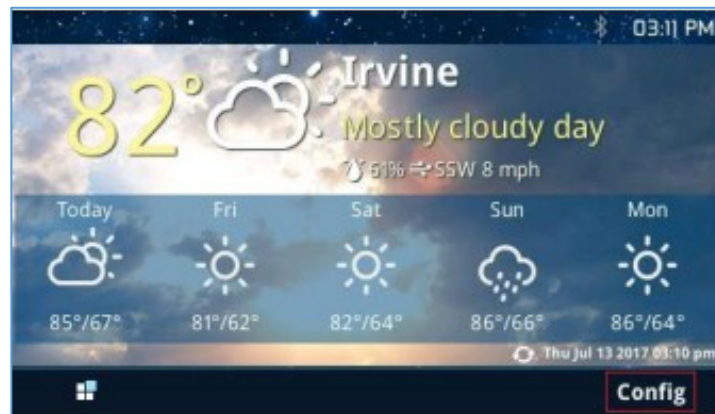 03:11 PM
Irvine
82°
Mostly cloudy day
61% SSW 8 mph
Today Fri Sat Sun Mon
85°/67° 81°/62° 82°/64° 86°/66° 86°/64°
Thu Jul 13 2017 03:10 pm
Config